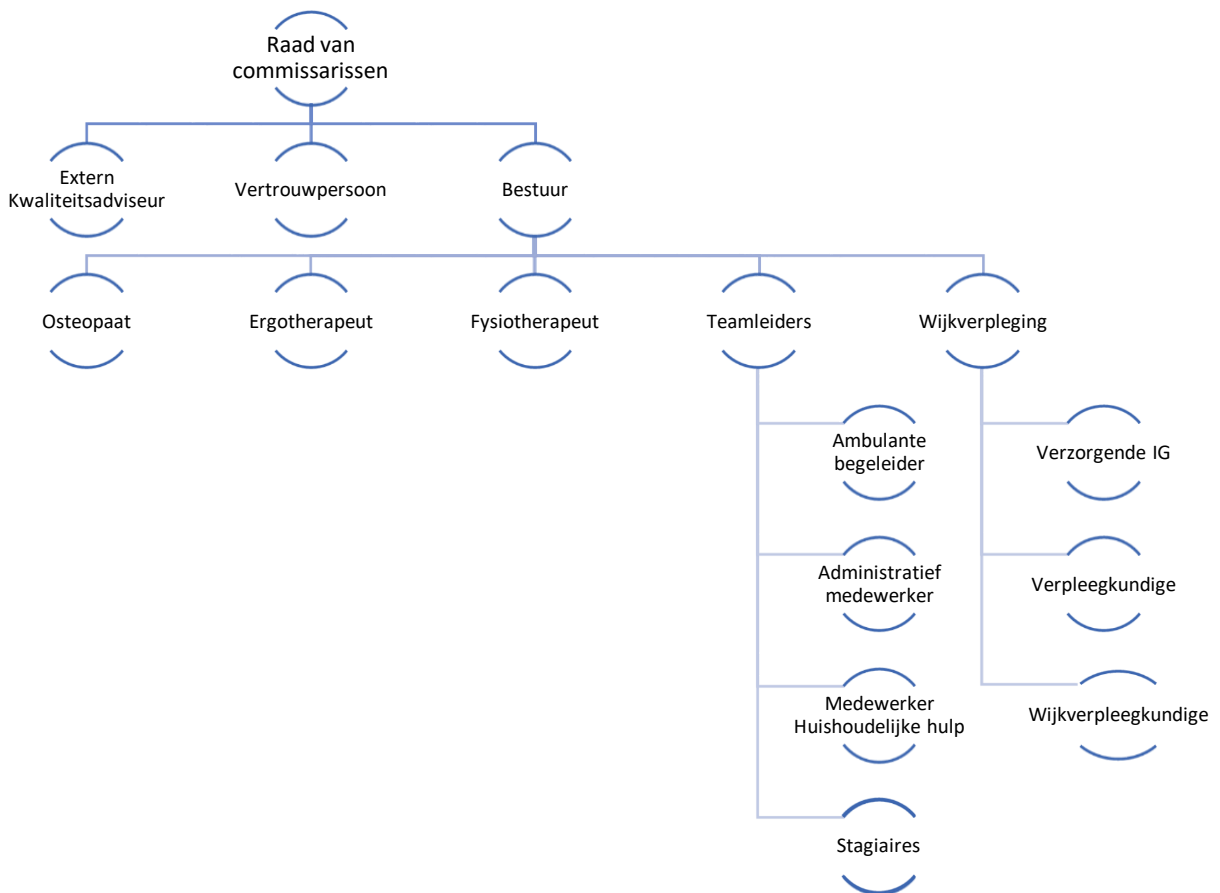 Raad van
commissarissen
Extern
Kwaliteitsadviseur
Vertrouwpersoon
Bestuur
Osteopaat
Ergotherapeut
Fysiotherapeut
Teamleiders
Wijkverpleging
Ambulante
begeleider
Verzorgende IG
Administratief
medewerker
Verpleegkundige
Medewerker
Huishoudelijke hulp
Wijkverpleegkundige
Stagiaires